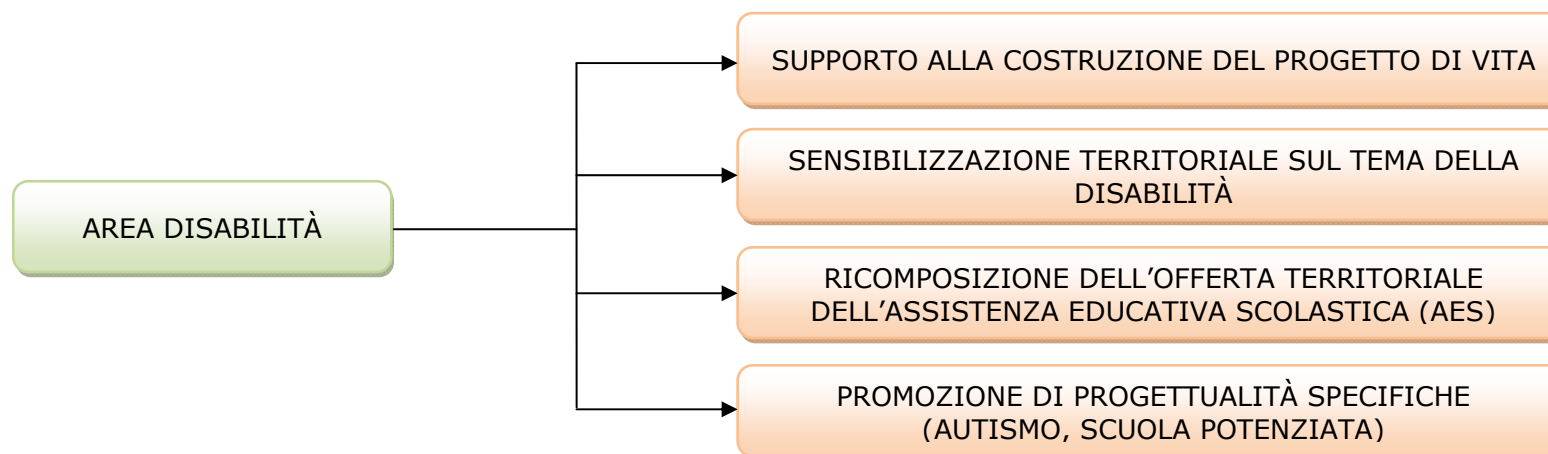 AREA DISABILITÀ
SUPPORTO ALLA COSTRUZIONE DEL PROGETTO DI VITA
SENSIBILIZZAZIONE TERRITORIALE SUL TEMA DELLA
DISABILITÀ
RICOMPOSIZIONE DELL’OFFERTA TERRITORIALE
DELL’ASSISTENZA EDUCATIVA SCOLASTICA (AES)
PROMOZIONE DI PROGETTUALITÀ SPECIFICHE
(AUTISMO, SCUOLA POTENZIATA)